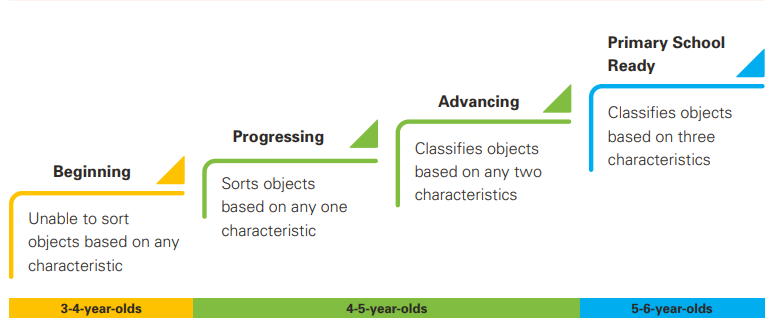 Beginning
Unable to sort
objects based on any
characteristic
Progressing
Sorts objects
based on any one
characteristic
Advancing
Classifies objects
based on any two
characteristics
Primary School
Ready
Classifies objects
based on three
characteristics
3-4-year-olds
4-5-year-olds
5-6-year-olds